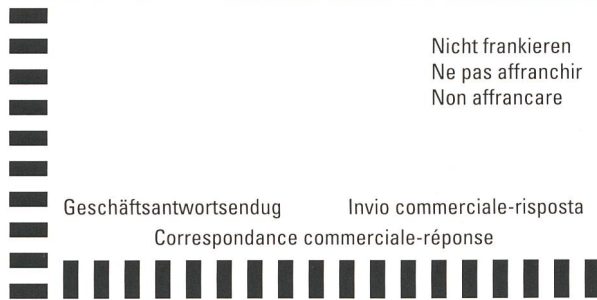 Nicht frankieren
Ne pas affranchir
Non affrancare
Geschäftsantwortsendug Invio commerciale-risposta
Correspondance commerciale-réponse